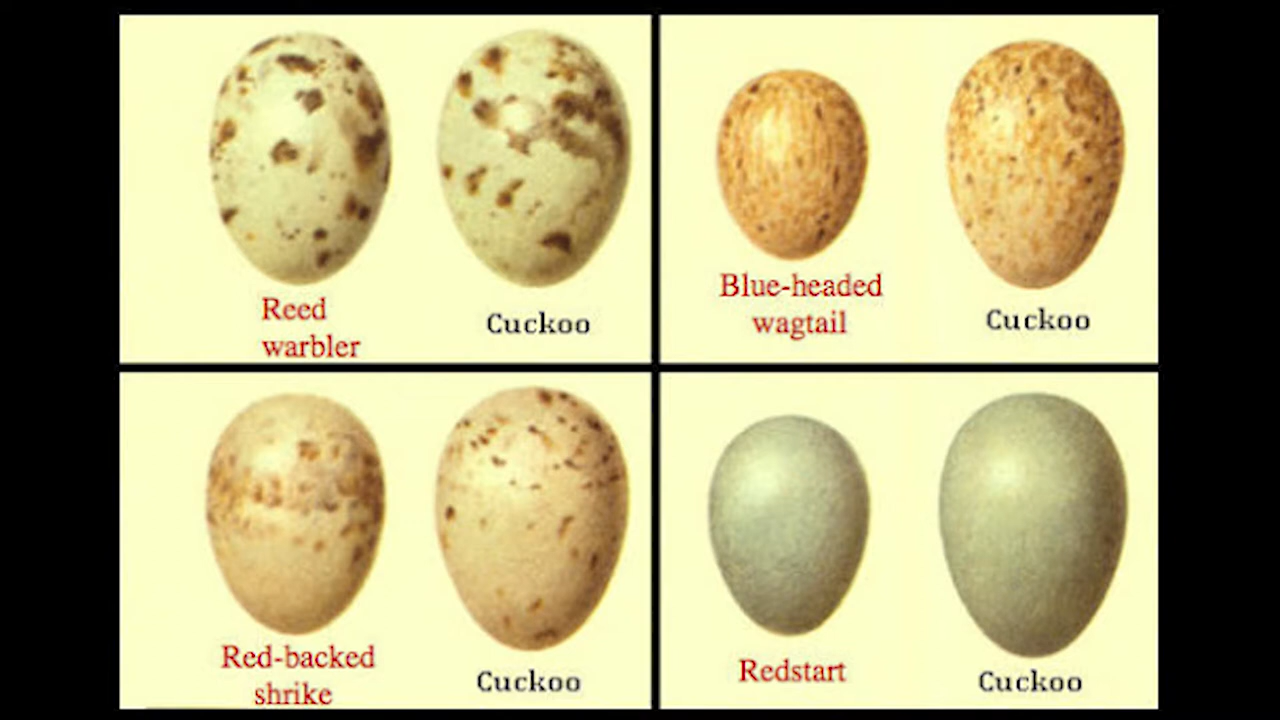 Reed
warbler
Cuckoo
Blue-headed
wagtail
Cuckoo
Red-backed
shrike
Cuckoo
Redstart
Cuckoo